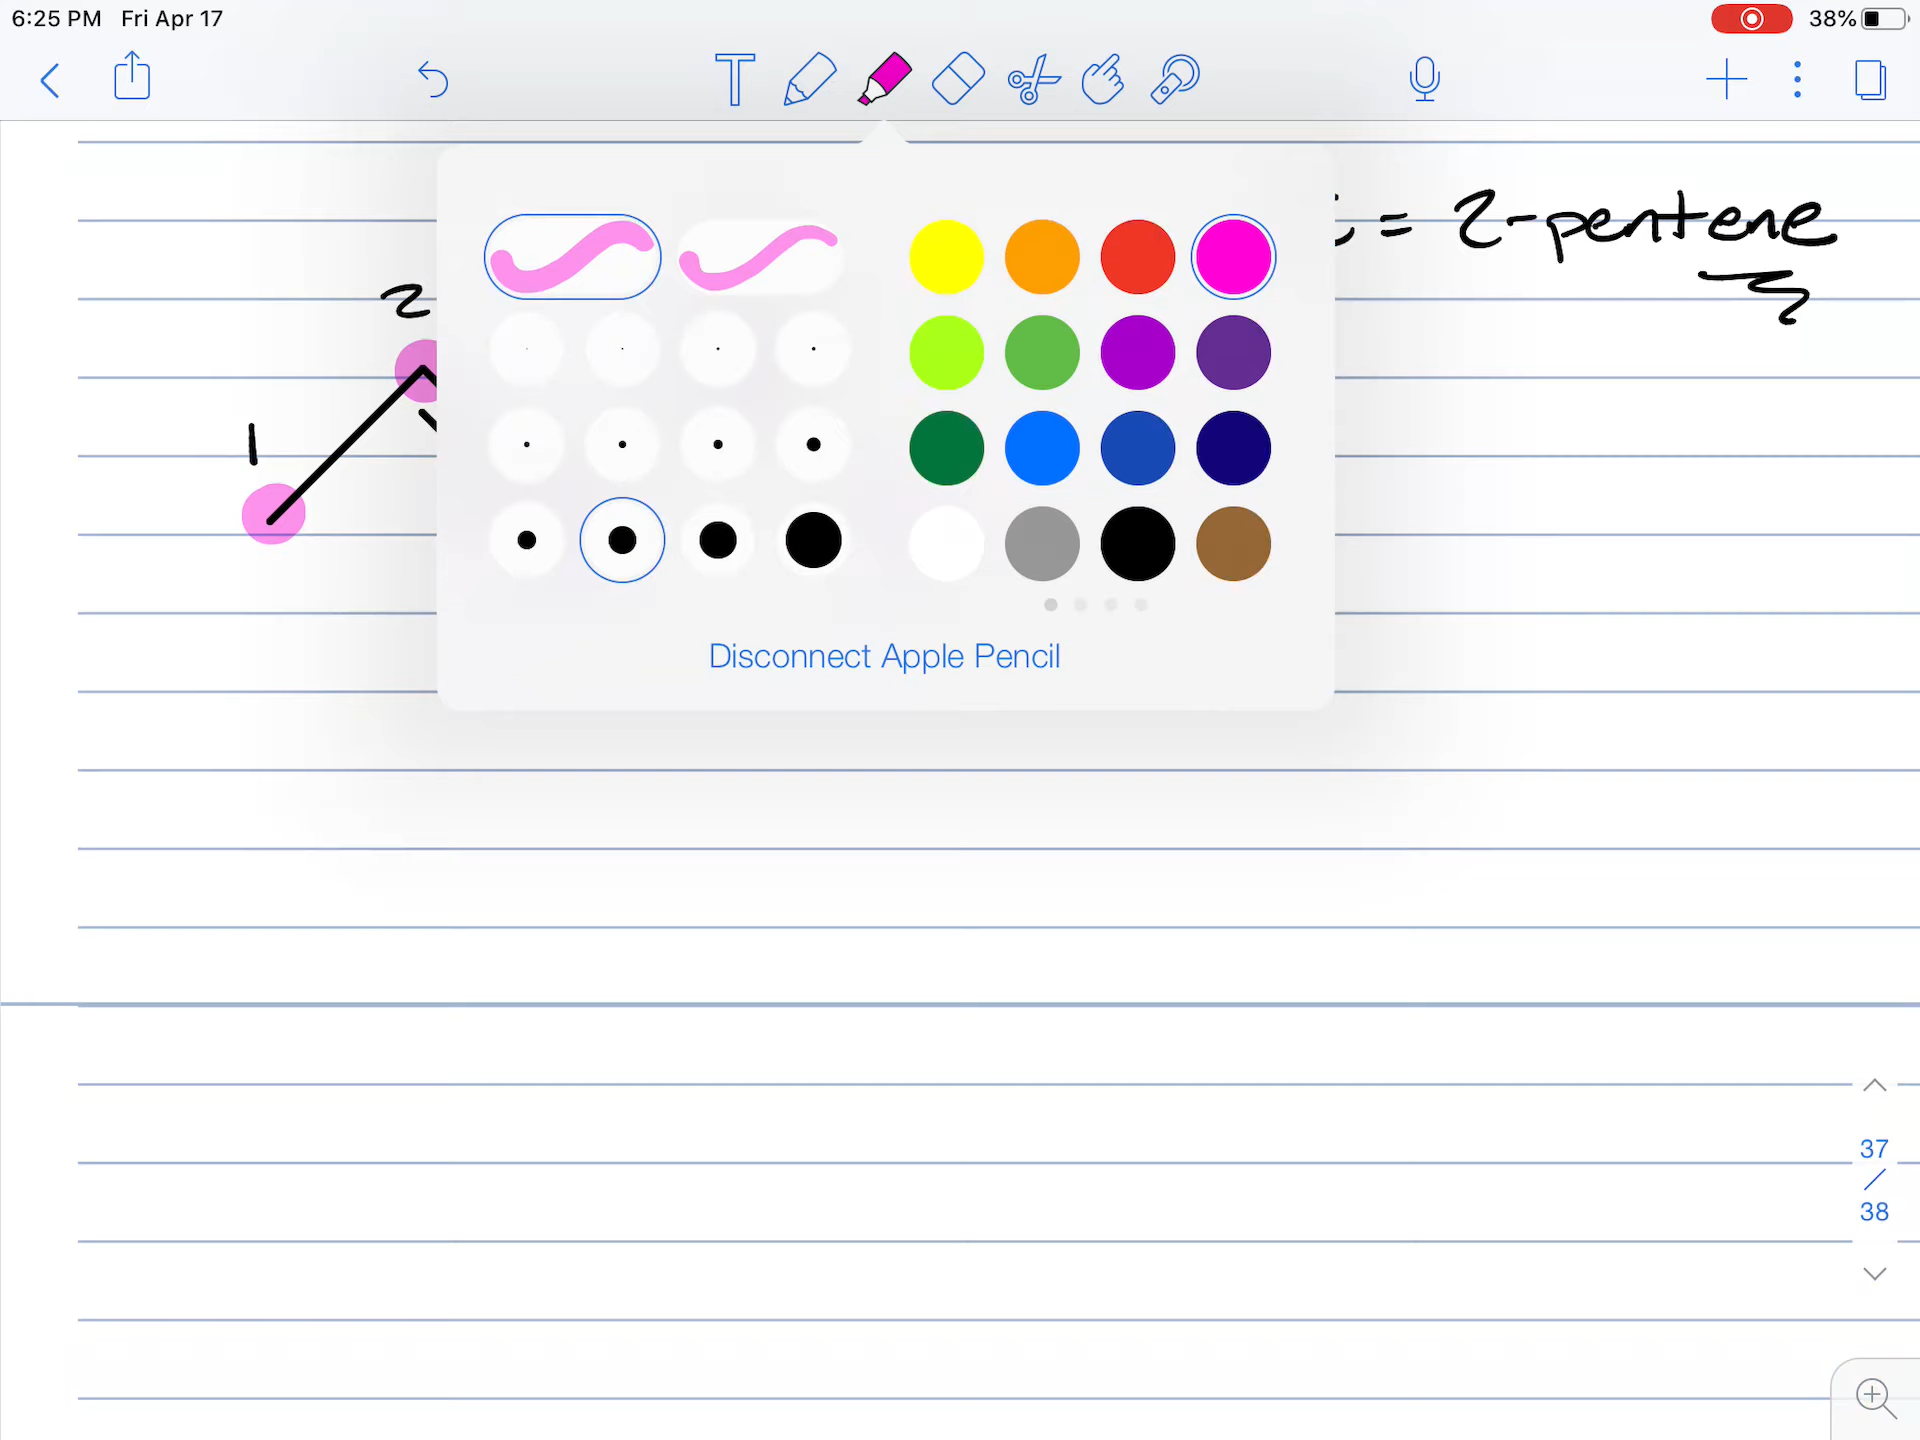 6:25 PM Fri Apr 17
38%
= 2-pentene
2
1
Disconnect Apple Pencil
37
/
38